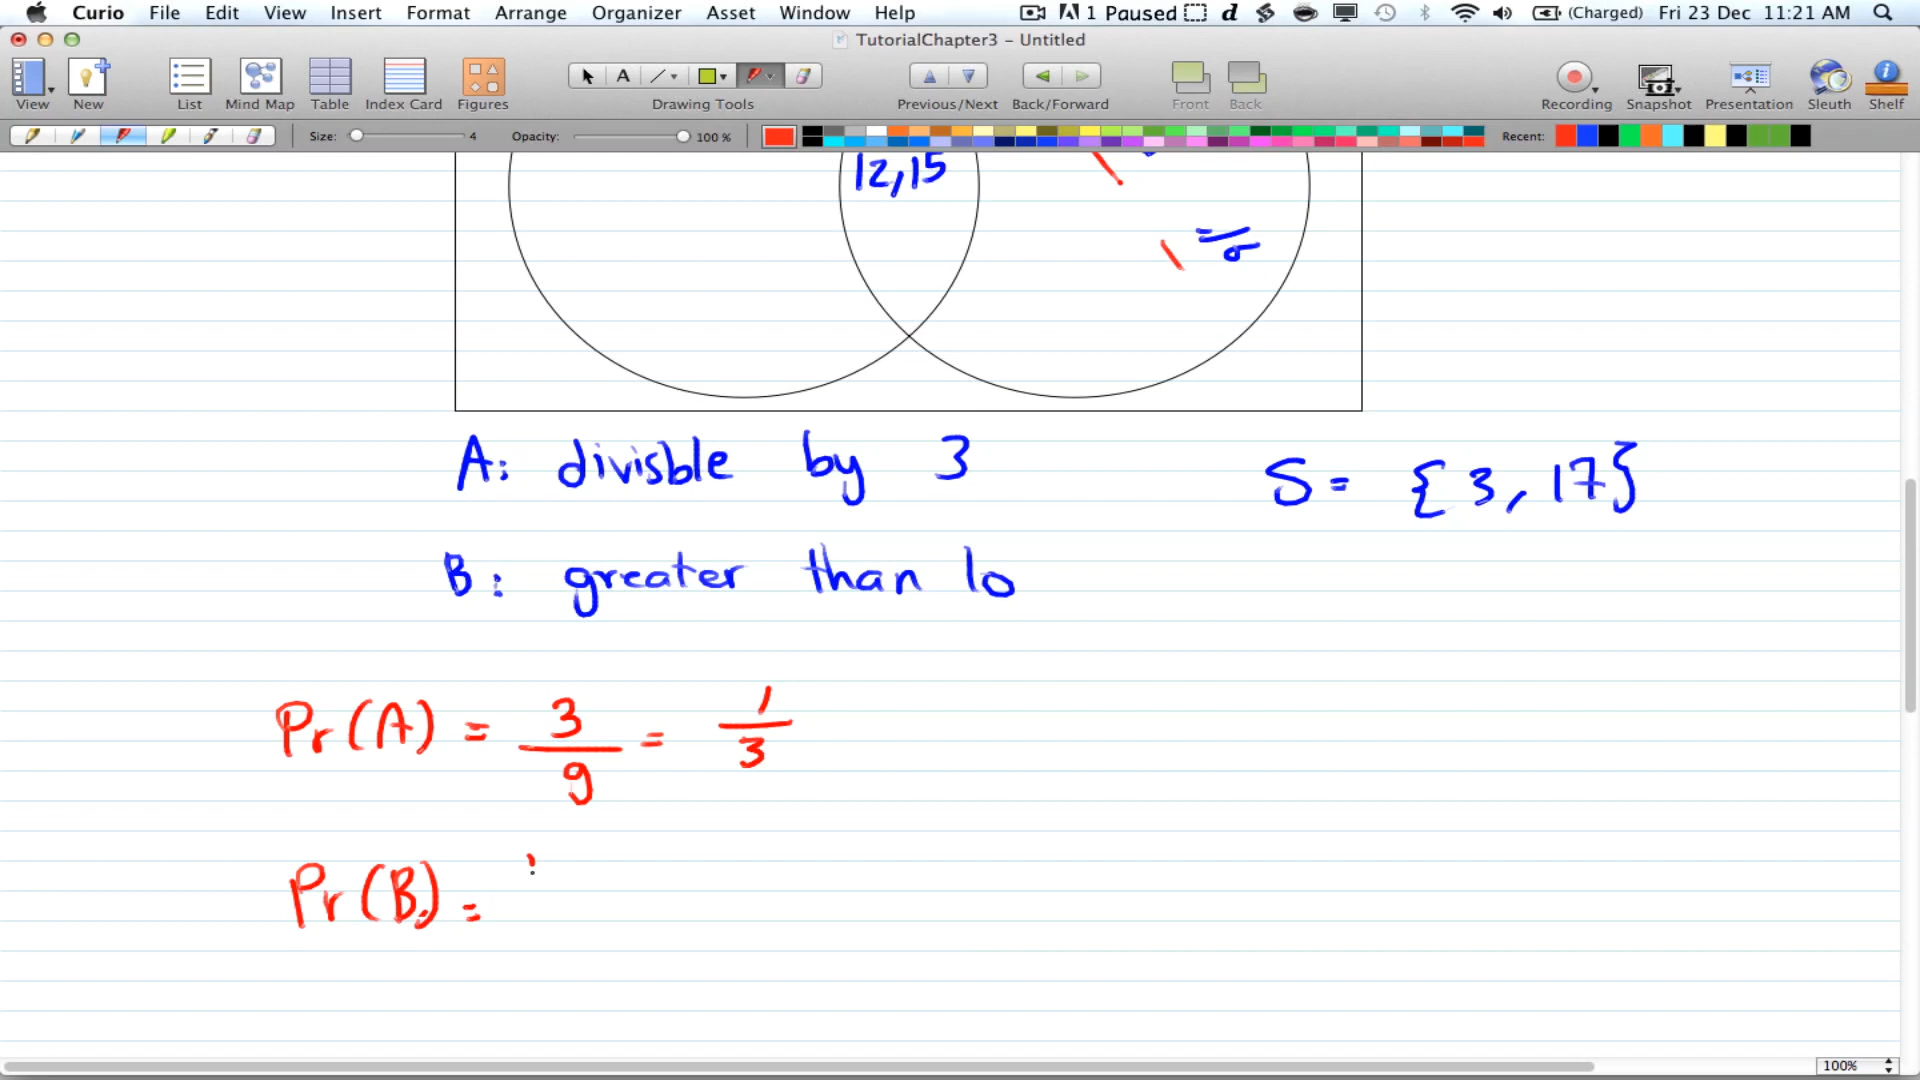 Curio File Edit View Insert Format Arrange Organizer Asset Window Help 1 Paused (Charged) Fri 23 Dec 11:21 AM
TutorialChapter3 – Untitled
View New List Mind Map Table Index Card Figures Drawing Tools Previous/Next Back/Forward Front Back Recording Snapshot Presentation Sleuth Shelf
Size: 4 Opacity: 100 % Recent:
12,15
A: divisble by 3
S = { 3, 17}
B: greater than 10
Pr(A) = 3/9 = 1/3
Pr(B) =
100%